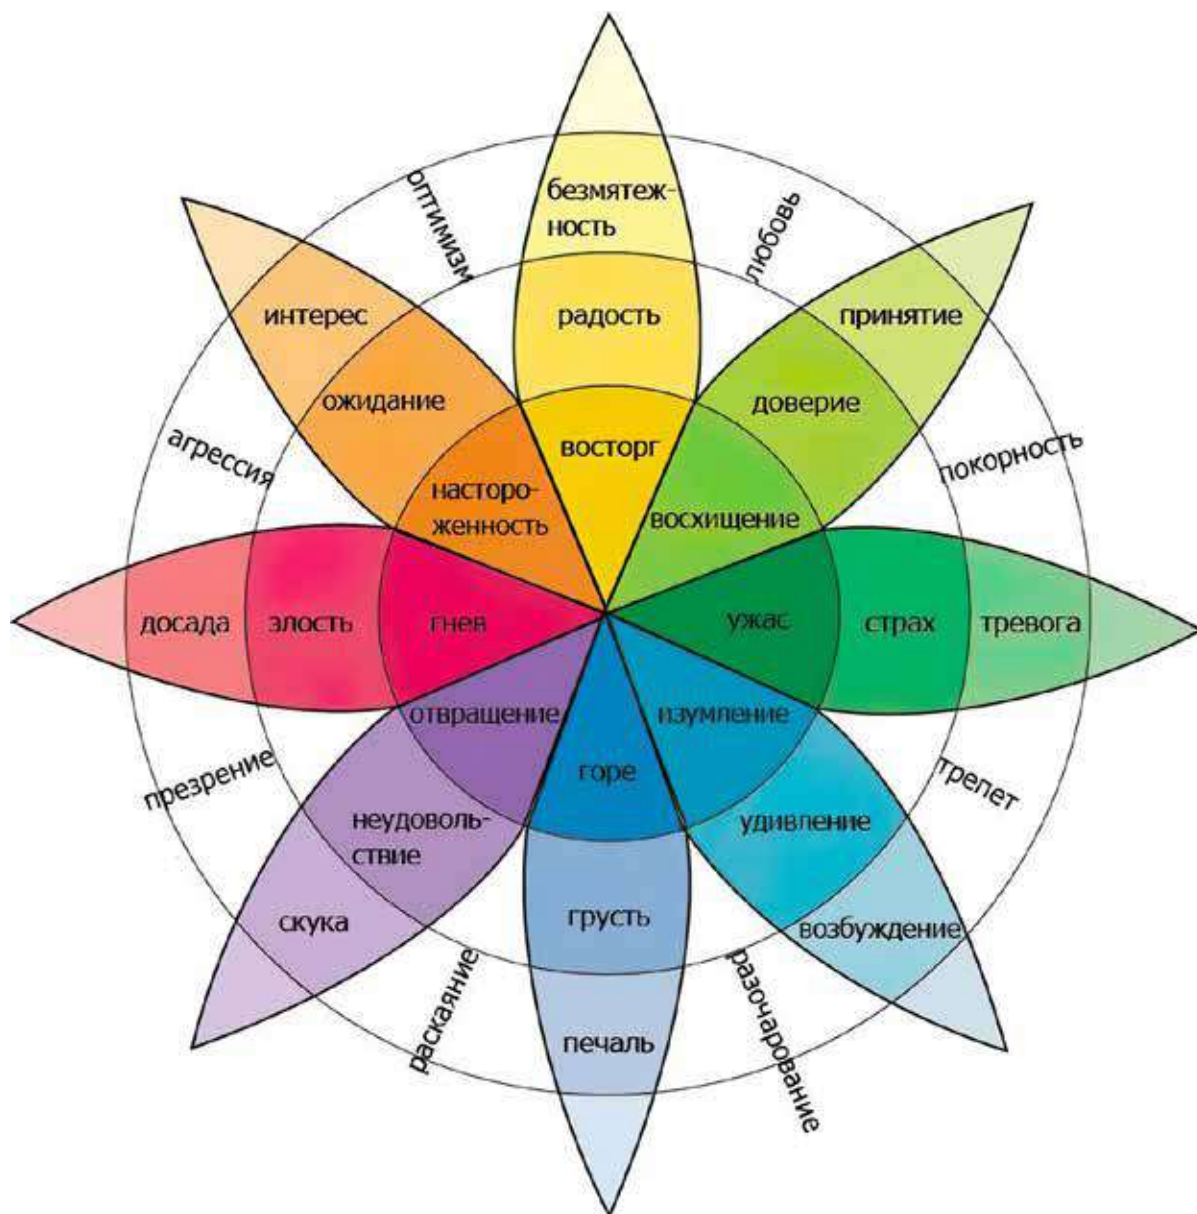 оптимизм
безмятеж-
ность
любовь
интерес
радость
принятие
ожидание
доверие
агрессия
восторг
покорность
насторо-
женность
восхищение
досада
злость
гнев
ужас
страх
тревога
отвращение
изумление
презрение
горе
трепет
неудоволь-
ствие
удивление
скука
грусть
возбуждение
раскаяние
печаль
разочарование